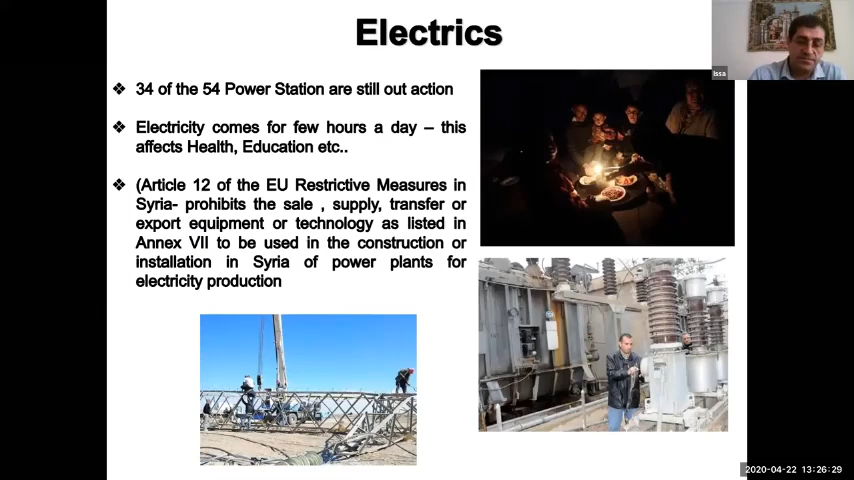 Electrics
Issa
❖ 34 of the 54 Power Station are still out action
❖ Electricity comes for few hours a day – this
affects Health, Education etc..
❖ (Article 12 of the EU Restrictive Measures in
Syria- prohibits the sale , supply, transfer or
export equipment or technology as listed in
Annex VII to be used in the construction or
installation in Syria of power plants for
electricity production
2020-04-22 13:26:29